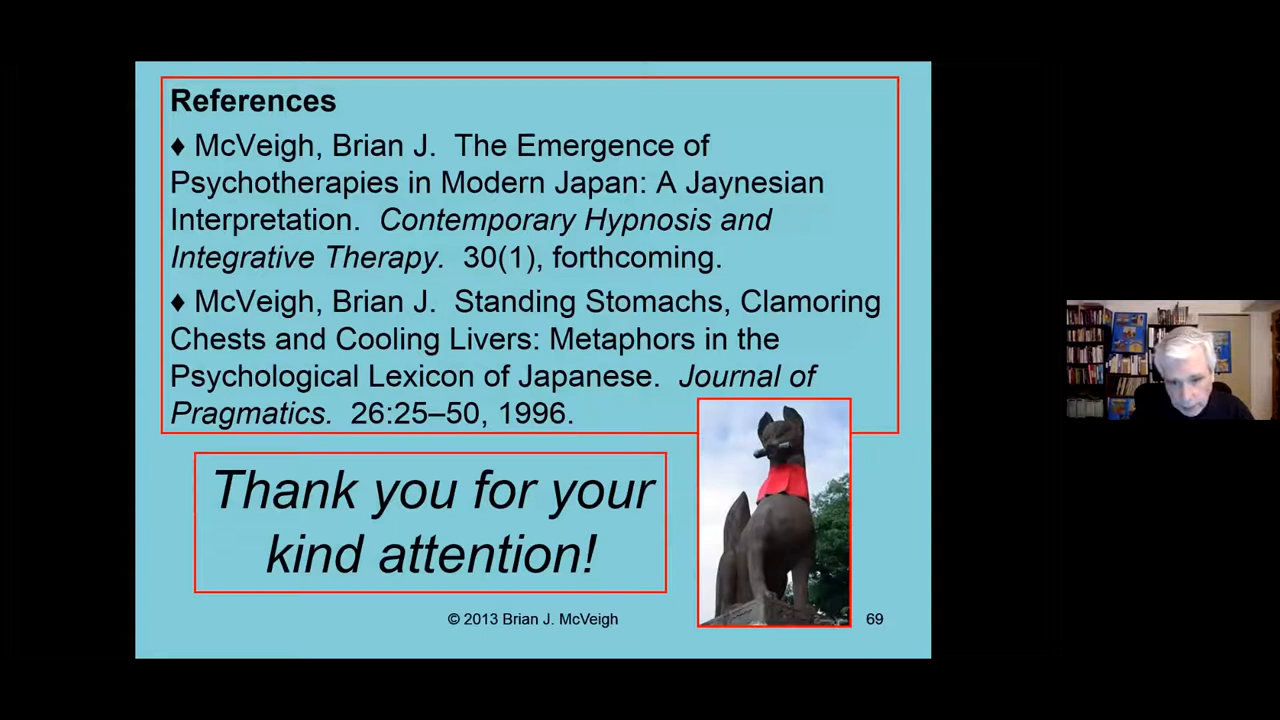 References
♦ McVeigh, Brian J.  The Emergence of
Psychotherapies in Modern Japan: A Jaynesian
Interpretation.  Contemporary Hypnosis and
Integrative Therapy.  30(1), forthcoming.
♦ McVeigh, Brian J.  Standing Stomachs, Clamoring
Chests and Cooling Livers: Metaphors in the
Psychological Lexicon of Japanese.  Journal of
Pragmatics.  26:25–50, 1996.
Thank you for your
kind attention!
© 2013 Brian J. McVeigh
69